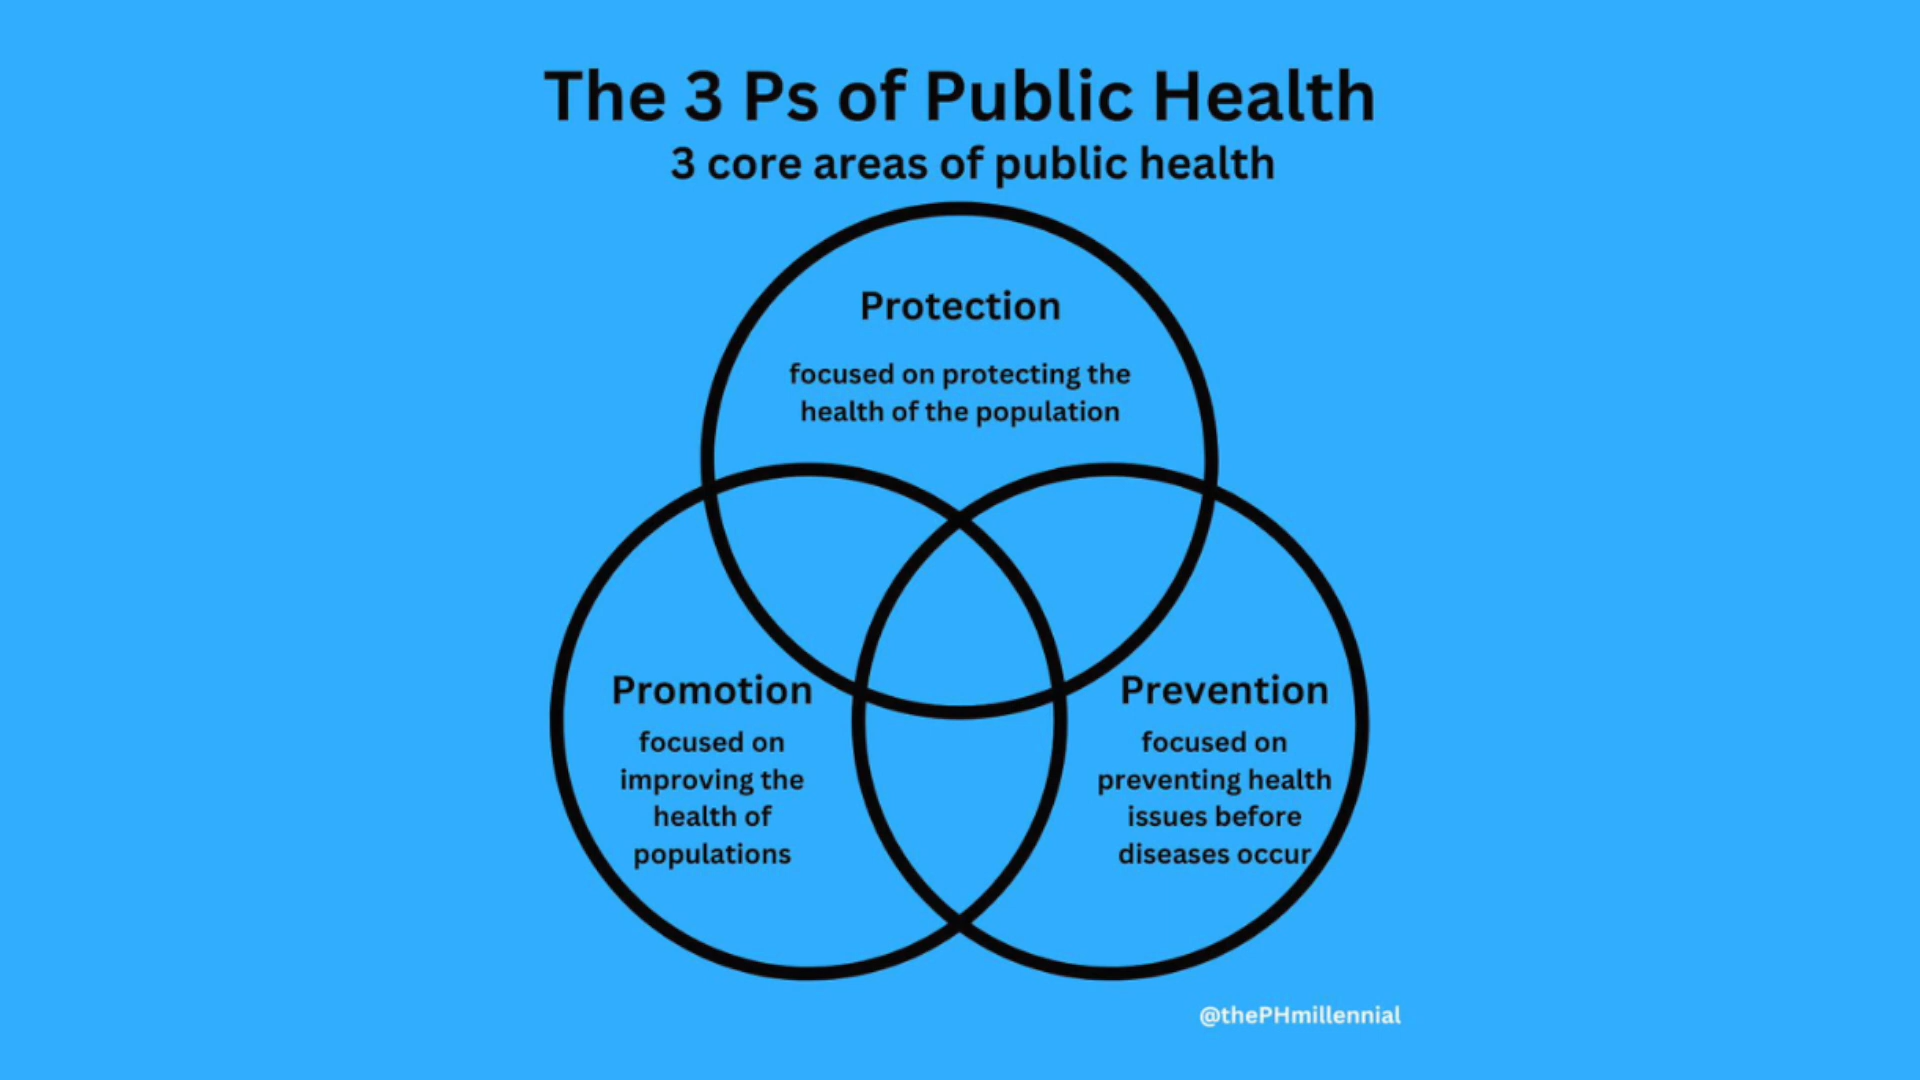 The 3 Ps of Public Health
3 core areas of public health
Protection
focused on protecting the
health of the population
Promotion
focused on
improving the
health of
populations
Prevention
focused on
preventing health
issues before
diseases occur
@thePHmillennial